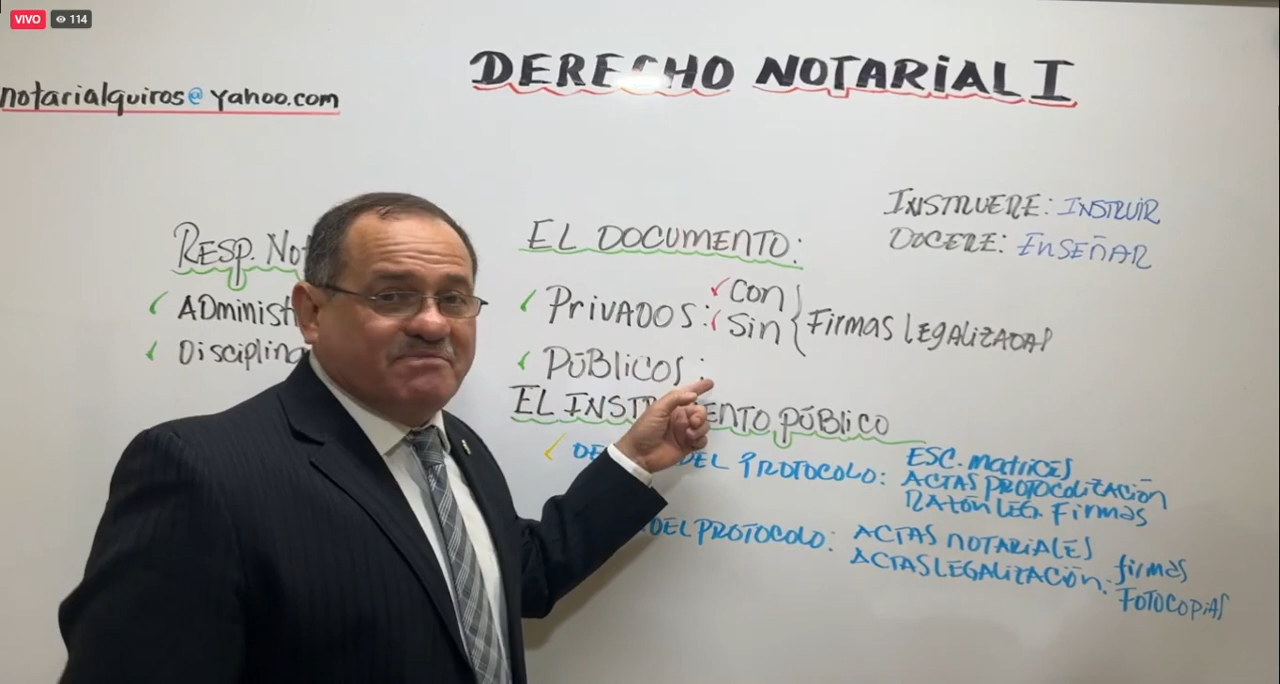 VIVO 114
DERECHO NOTARIAL I
notarialquiros@yahoo.com
INSTRUERE: INSTRUIR
DOCERE: ENSEÑAR
RESP. NO
ADminist
Disciplina
EL DOCUMENTO:
PrivADOS: con
Sin
Firmas LEGALIZADAS
PÚBLICOS:
EL INST ENTO PÚBLICO
DE DEL PROTOCOLO: ESC. MATRICES
ACTAS PROTOCOLIZACIÓN
RAZÓN LEG. Firmas
DEL PROTOCOLO: ACTAS NOTARIALES
ACTAS LEGALIZACIÓN: firmas
FOTOCOPIAS